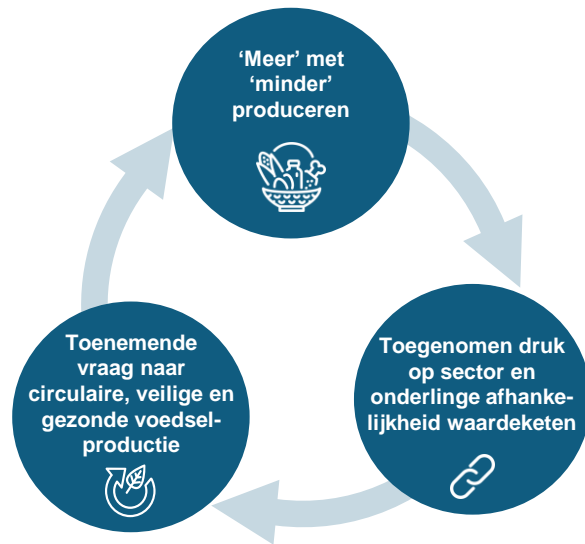 ‘Meer’ met
‘minder’
produceren
Toegenomen druk
op sector en
onderlinge afhanke-
lijkheid waardeketen
Toenemende
vraag naar
circulaire, veilige en
gezonde voedsel-
productie